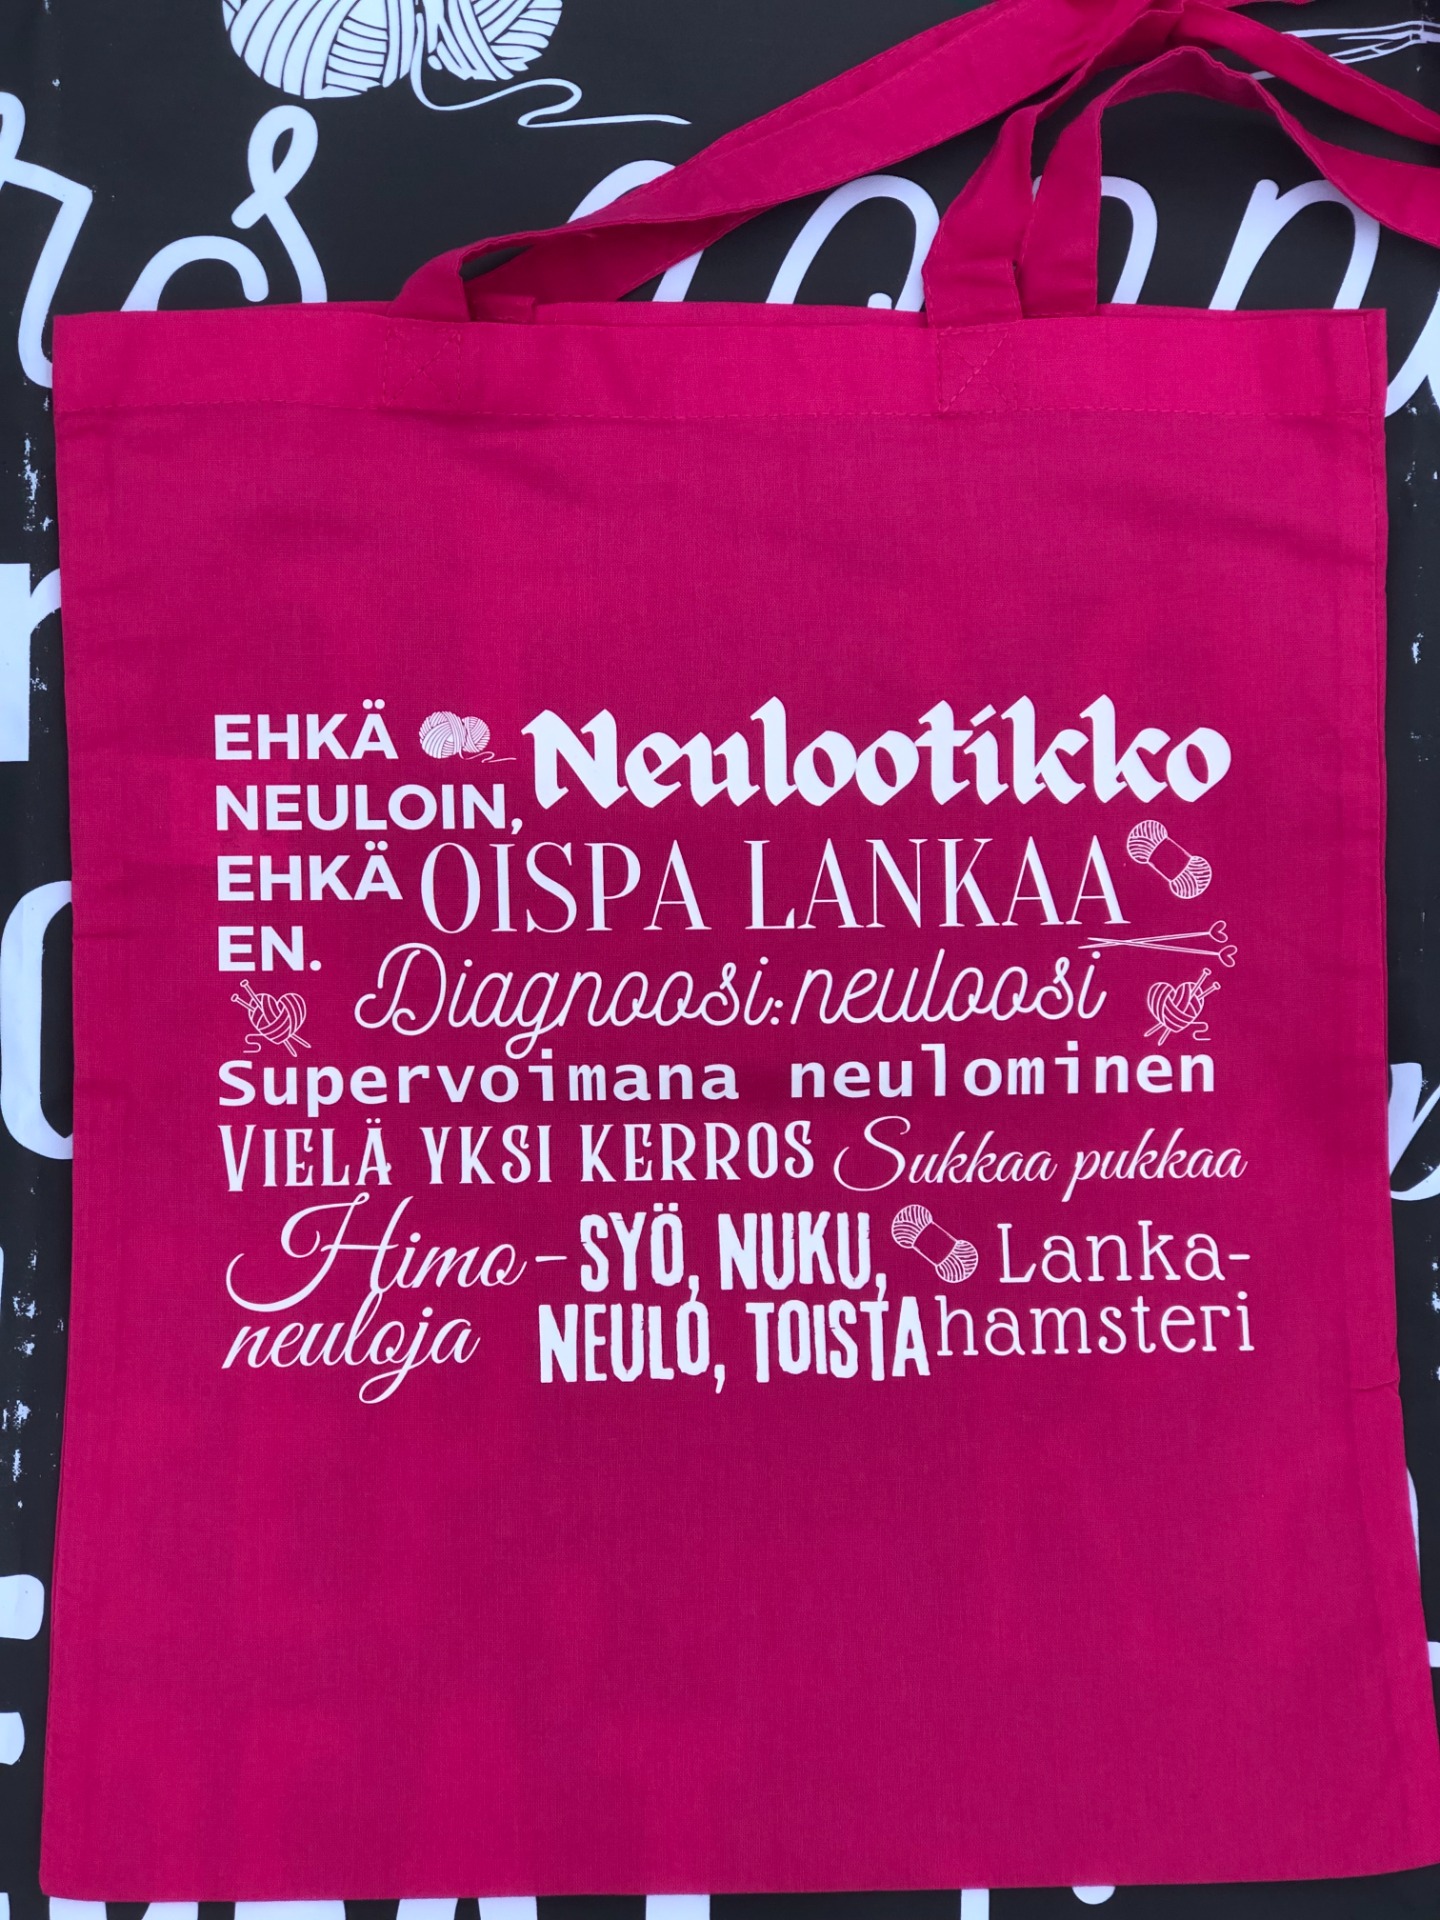 EHKÄ
NEULOIN,
EHKÄ
EN.
Neulootikko
OISPA LANKAA
Diagnoosi: neuloosi
Supervoimana neulominen
VIELÄ YKSI KERROS
Sukkaa pukkaa
Himo-
neuloja
SYÖ, NUKU,
NEULO, TOISTA
Lanka-
hamsteri